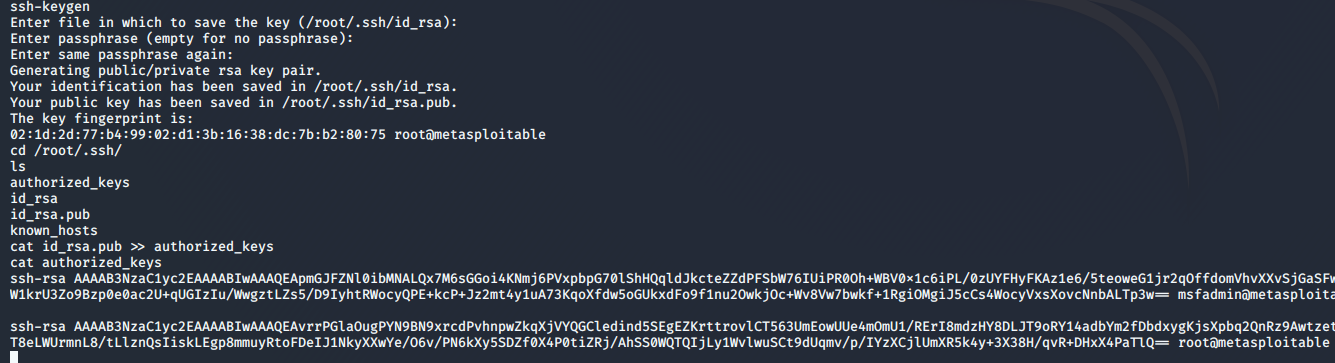 ssh-keygen
Enter file in which to save the key (/root/.ssh/id_rsa):
Enter passphrase (empty for no passphrase):
Enter same passphrase again:
Generating public/private rsa key pair.
Your identification has been saved in /root/.ssh/id_rsa.
Your public key has been saved in /root/.ssh/id_rsa.pub.
The key fingerprint is:
02:1d:2d:77:b4:99:02:d1:3b:16:38:dc:7b:b2:80:75 root@metasploitable
cd /root/.ssh/
ls
authorized_keys
id_rsa
id_rsa.pub
known_hosts
cat id_rsa.pub >> authorized_keys
cat authorized_keys
ssh-rsa AAAAB3NzaC1yc2EAAAABIwAAAQEApmGJFZNl0ibMNALQx7M6sGGoi4KNmj6PVxpbpG70lShHQqldJkcteZZdPFSbW76IUiPR0Oh+WBV0x1c6iPL/0zUYFHyFKAz1e6/5teoweG1jr2qOffdomVhvXXvSjGaSFw
W1krU3Zo9Bzp0e0ac2U+qUGIzIu/WwgztLZs5/D9IyhtRWocyQPE+kcP+Jz2mt4y1uA73KqoXfdw5oGUkxdFo9f1nu2OwkjOc+Wv8Vw7bwkf+1RgiOMgiJ5cCs4WocyVxsXovcNnbALTp3w== msfadmin@metasploita
ssh-rsa AAAAB3NzaC1yc2EAAAABIwAAAQEAvrrPGlaOugPYN9BN9xrcdPvhnpwZkqXjVYQGCledind5SEgEZKrttrovlCT563UmEowUUe4mOmU1/RErI8mdzHY8DLJT9oRY14adbYm2fDbdxygKjsXpbq2QnRz9Awtzet
T8eLWUrmnL8/tLlznQsIiskLEgp8mmuyRtoFDeIJ1NkyXXwYe/O6v/PN6kXy5SDZf0X4P0tiZRj/AhSS0WQTQIjLy1WvlwuSCt9dUqmv/p/IYzXCjlUmXR5k4y+3X38H/qvR+DHxX4PaTlQ== root@metasploitable